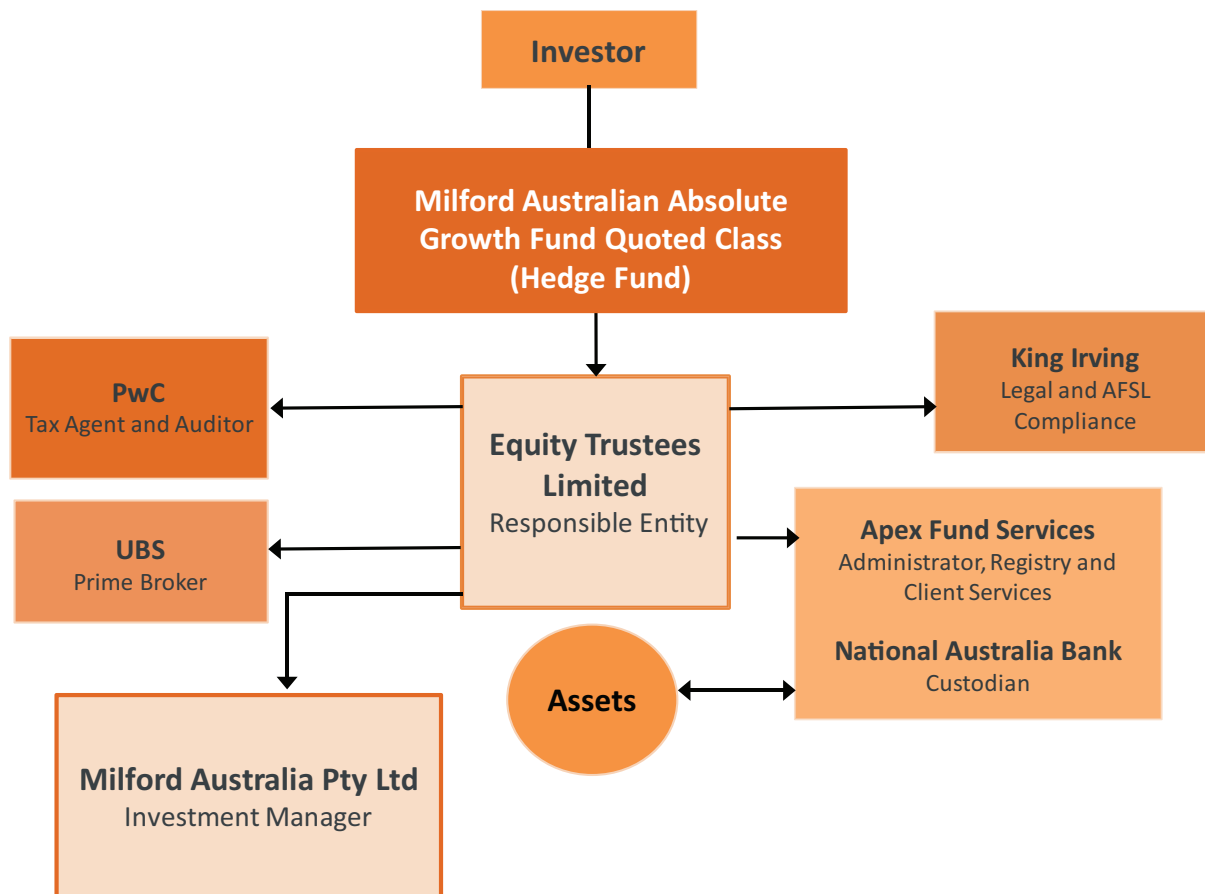 Investor
Milford Australian Absolute
Growth Fund Quoted Class
(Hedge Fund)
PwC
Tax Agent and Auditor
King Irving
Legal and AFSL
Compliance
Equity Trustees
Limited
Responsible Entity
UBS
Prime Broker
Apex Fund Services
Administrator, Registry and
Client Services
National Australia Bank
Custodian
Assets
Milford Australia Pty Ltd
Investment Manager